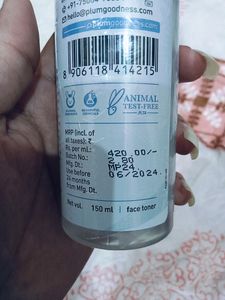 hello@plumgoodness.com
plumgoodness.com
8 906118 414215
ANIMAL
TEST-FREE
MRP (incl. of
all taxes): ₹ 420.00/-
Rs. per ml.: 2.80
Batch No.: MP24
Mfg. Dt.: 06/2024
Use before
24 months
from Mfg. Dt.
Net vol. 150 ml | face toner